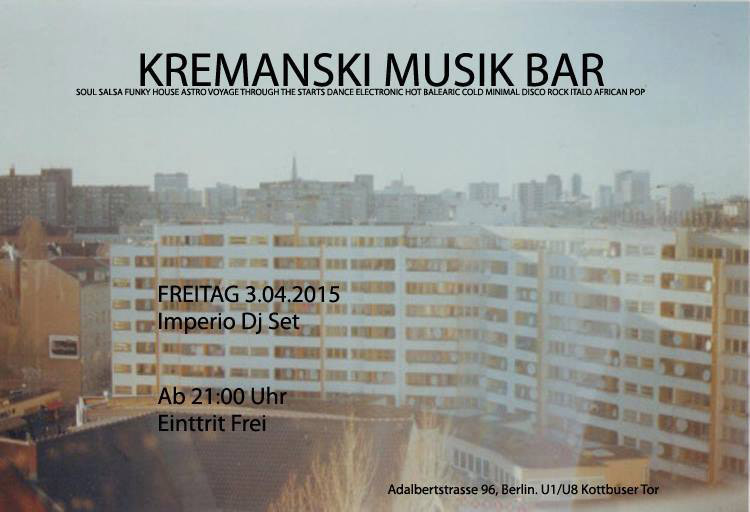 KREMANSKI MUSIK BAR
SOUL SALSA FUNKY HOUSE ASTRO VOYAGE THROUGH THE STARTS DANCE ELECTRONIC HOT BALEARIC COLD MINIMAL DISCO ROCK ITALO AFRICAN POP
FREITAG 3.04.2015
Imperio Dj Set
Ab 21:00 Uhr
Einttrit Frei
Adalbertstrasse 96, Berlin. U1/U8 Kottbuser Tor